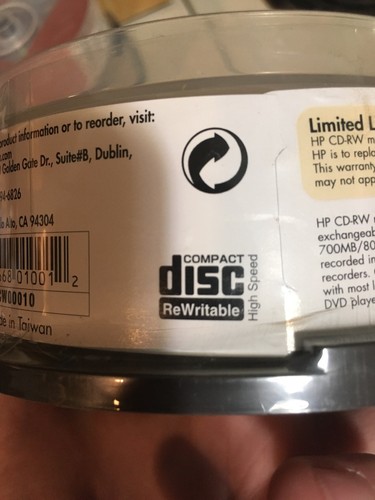 product information or to reorder, visit:
Golden Gate Dr., Suite#B, Dublin,
6826
CA 94304
68 01001 2
W00010
in Taiwan
COMPACT
disc
ReWritable
High Speed
Limited L
HP CD-RW m
HP is to repla
This warranty
may not app
HP CD-RW
exchangeab
700MB/80
recorded in
recorders.
with most
DVD playe